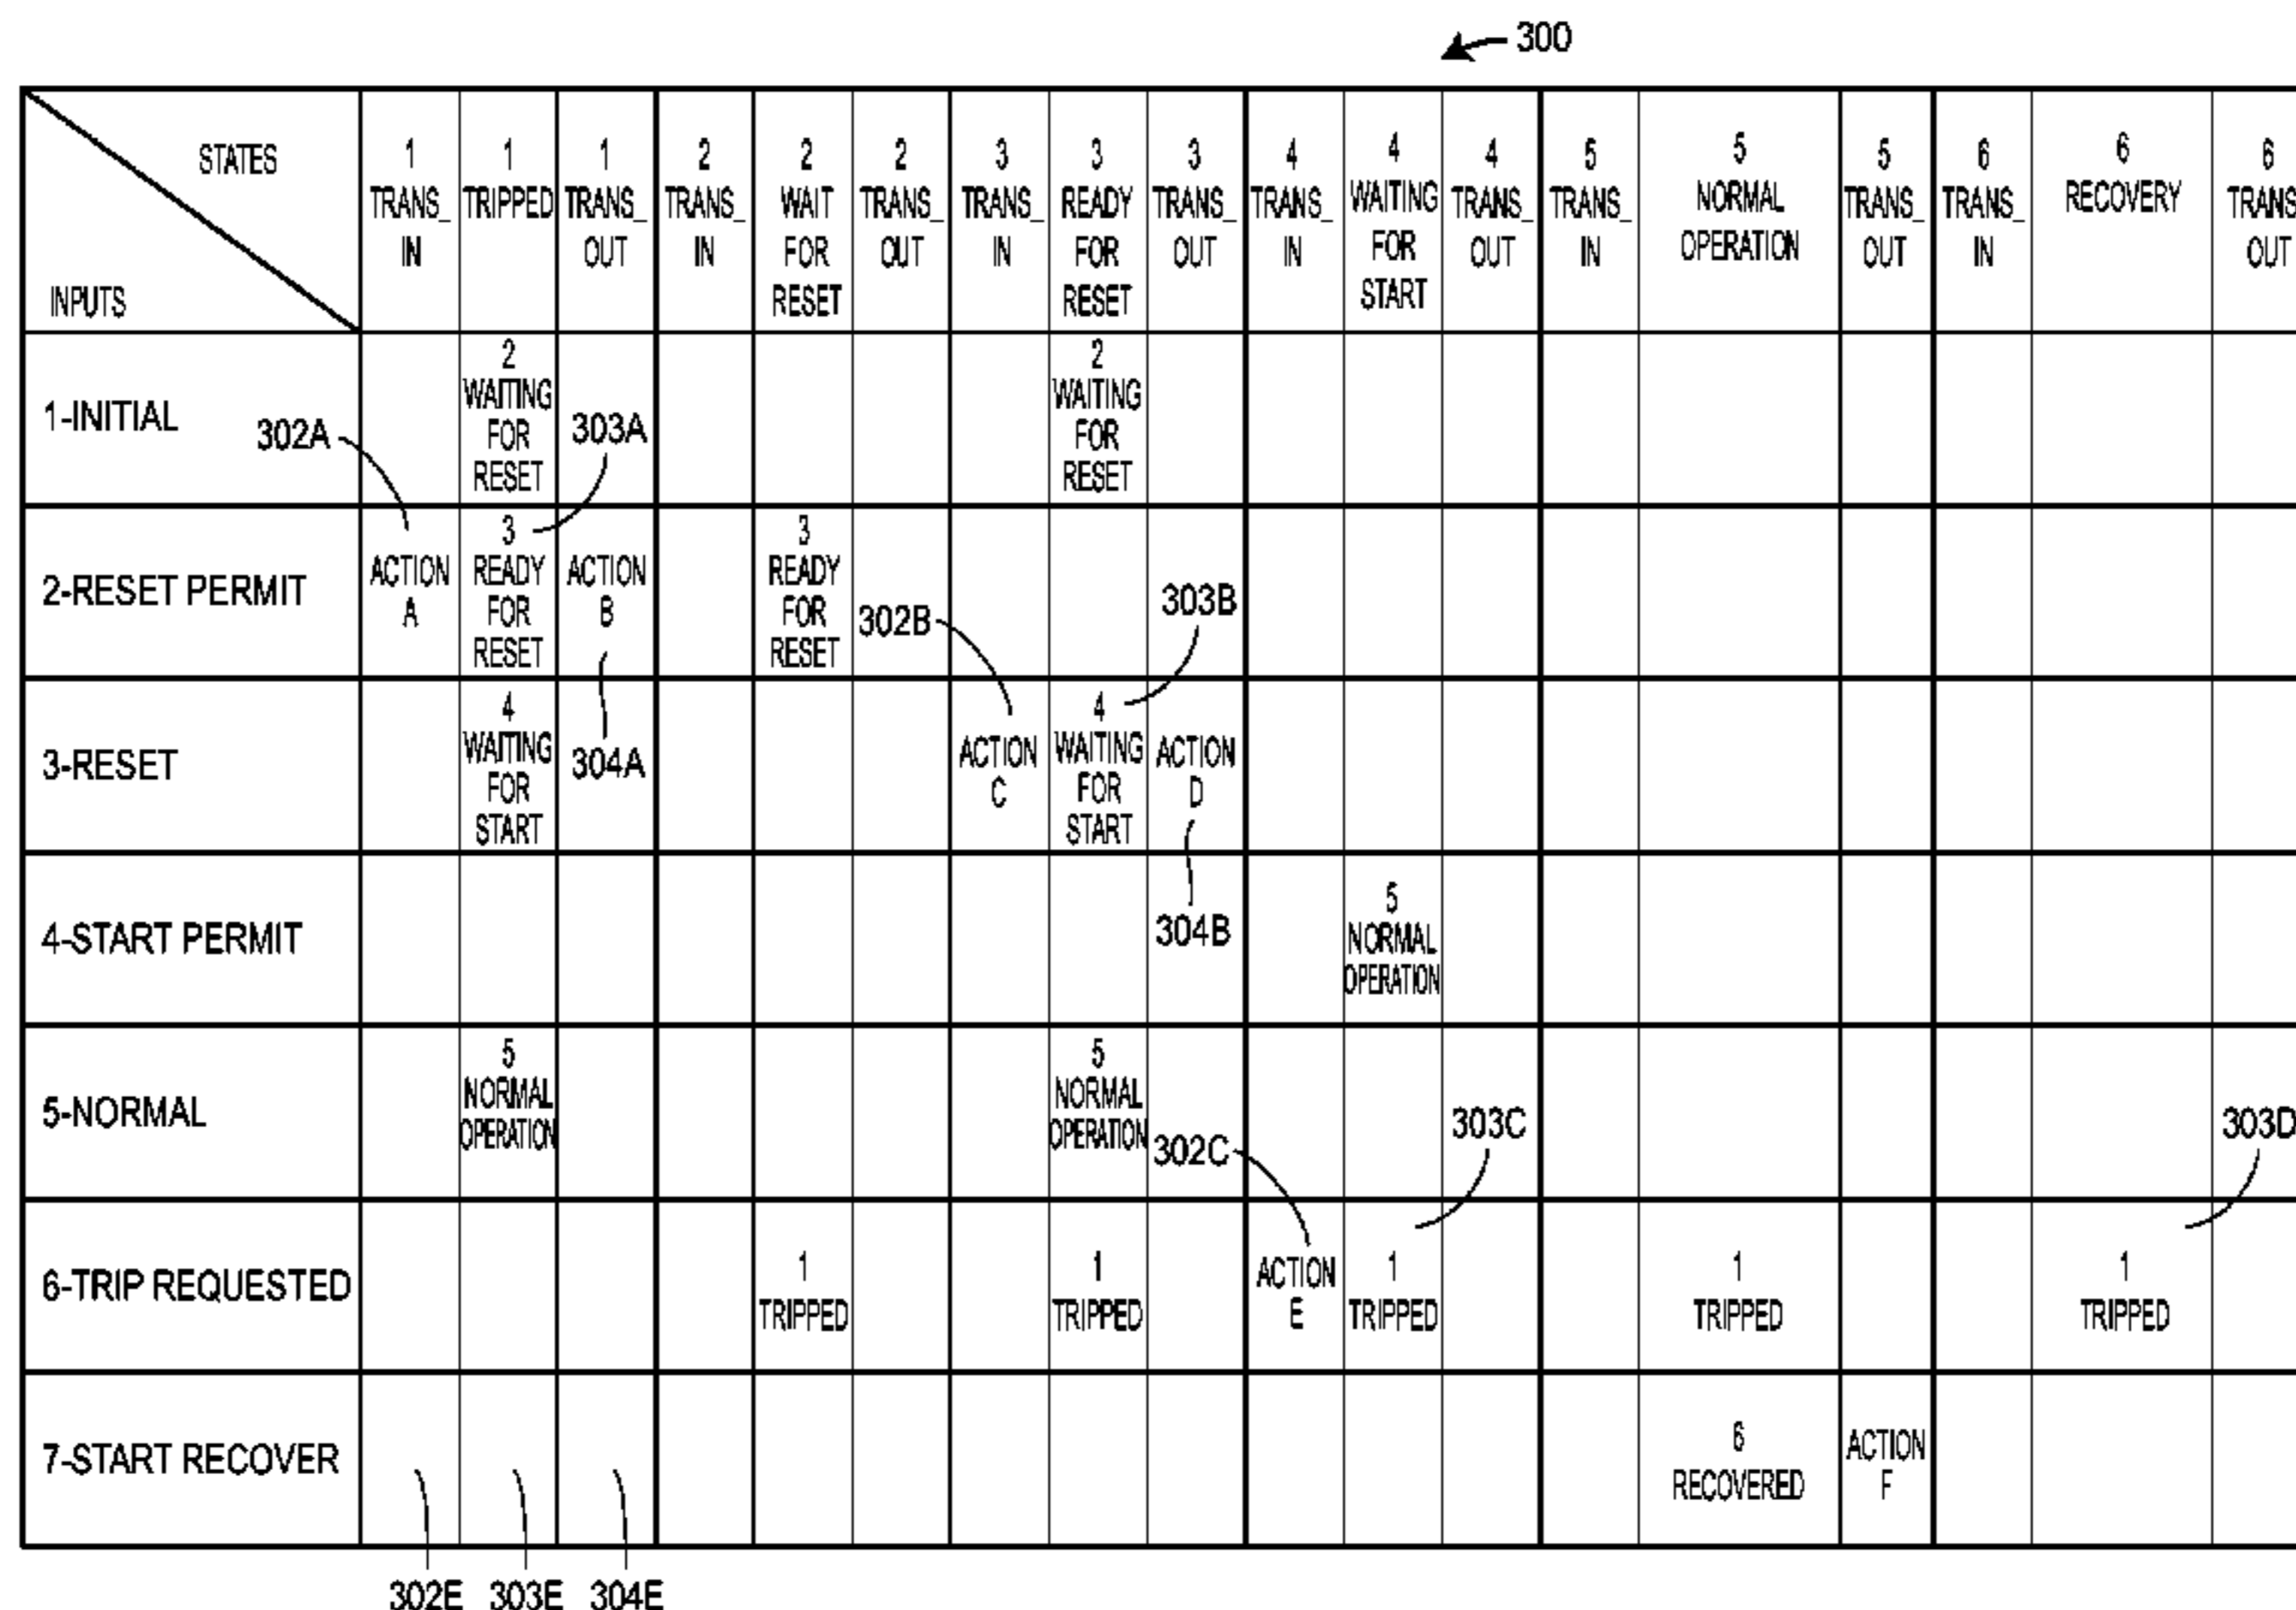 300
STATES
INPUTS
1 TRANS_ IN
1 TRIPPED
1 TRANS_ OUT
2 TRANS_ IN
2 WAIT FOR RESET
2 TRANS_ OUT
3 TRANS_ IN
3 READY FOR RESET
3 TRANS_ OUT
4 TRANS_ IN
4 WAITING FOR START
4 TRANS_ OUT
5 TRANS_ IN
5 NORMAL OPERATION
5 TRANS_ OUT
6 TRANS_ IN
6 RECOVERY
6 TRANS OUT
1-INITIAL
302A
2 WAITING FOR RESET
303A
2 WAITING FOR RESET
2-RESET PERMIT
ACTION A
3 READY FOR RESET
ACTION B
3 READY FOR RESET
302B
303B
3-RESET
4 WAITING FOR START
304A
ACTION C
4 WAITING FOR START
ACTION D
4-START PERMIT
304B
5 NORMAL OPERATION
5-NORMAL
5 NORMAL OPERATION
5 NORMAL OPERATION
302C
303C
303D
6-TRIP REQUESTED
1 TRIPPED
1 TRIPPED
ACTION E
1 TRIPPED
1 TRIPPED
1 TRIPPED
7-START RECOVER
6 RECOVERED
ACTION F
302E
303E
304E